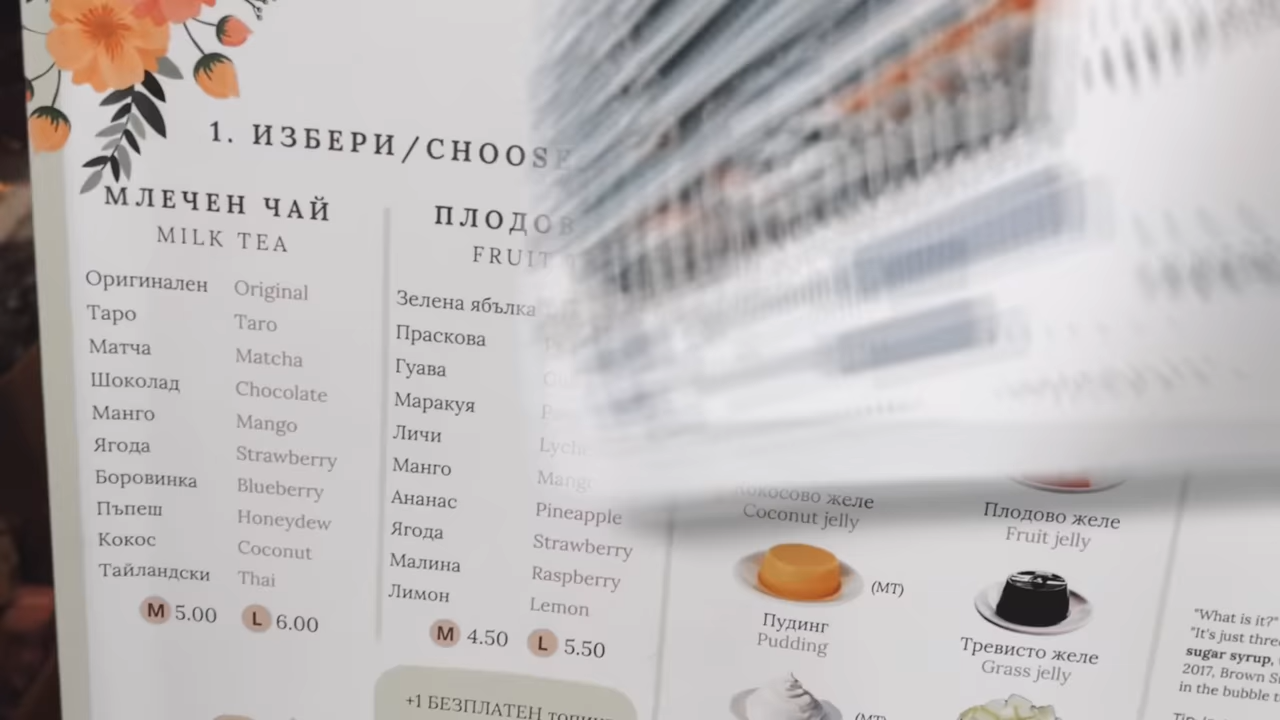 1. ИЗБЕРИ/CHOOSE
МЛЕЧЕН ЧАЙ
MILK TEA
Оригинален Original
Таро Taro
Матча Matcha
Шоколад Chocolate
Манго Mango
Ягода Strawberry
Боровинка Blueberry
Пъпеш Honeydew
Кокос Coconut
Тайландски Thai
M 5.00 L 6.00
ПЛОДОВ
FRUIT
Зелена ябълка
Праскова
Гуава
Маракуя
Личи Lychee
Манго Mango
Ананас Pineapple
Ягода Strawberry
Малина Raspberry
Лимон Lemon
M 4.50 L 5.50
+1 БЕЗПЛАТЕН
Кокосово желе
Coconut jelly
(MT)
Пудинг
Pudding
(MT)
Плодово желе
Fruit jelly
Тревисто желе
Grass jelly
"What is it?"
"It's just three
sugar syrup,
2017, Brown
in the bubble